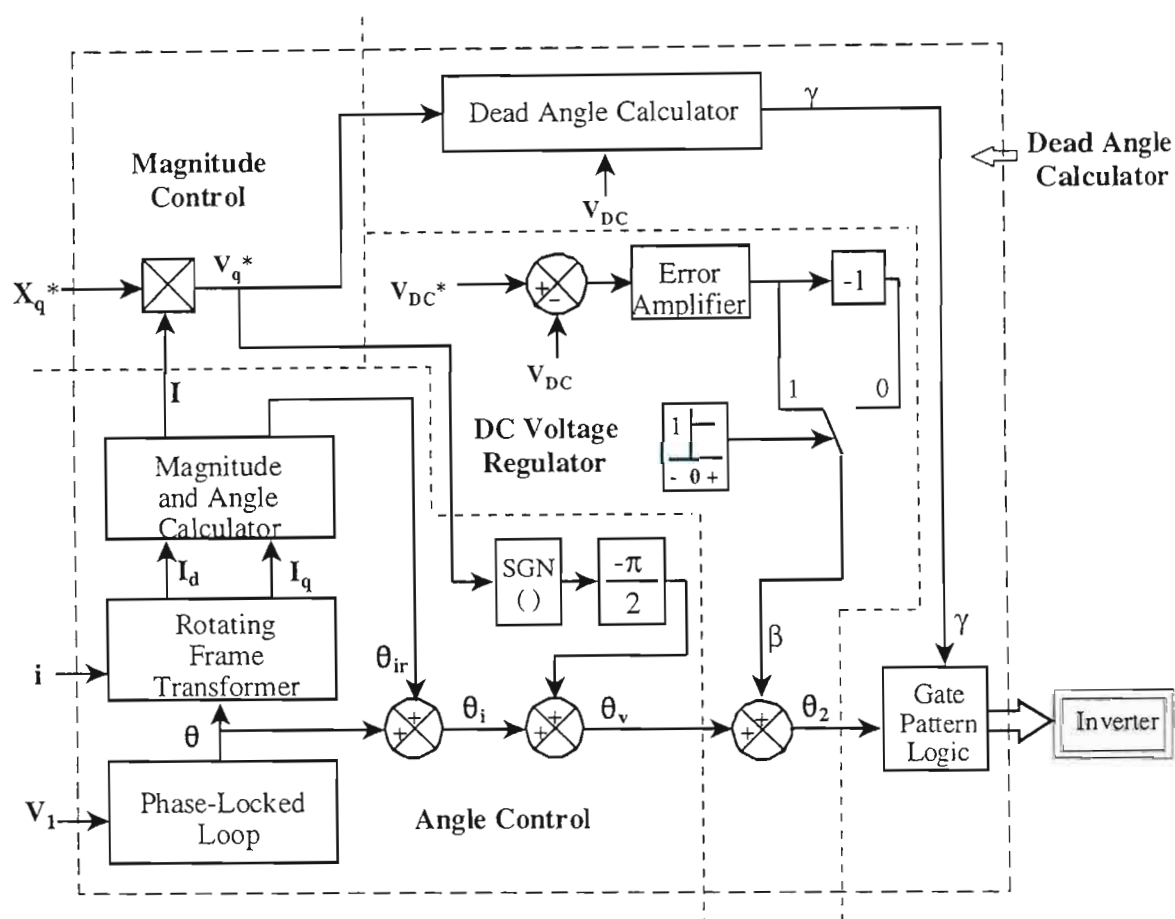 Dead Angle Calculator
γ
Dead Angle
Calculator
Magnitude
Control
V_DC
X_q*
V_q*
V_DC*
+
−
Error
Amplifier
-1
V_DC
I
1
0
DC Voltage
Regulator
1
- 0 +
Magnitude
and Angle
Calculator
I_d
I_q
SGN
( )
-π
2
Rotating
Frame
Transformer
i
θ_ir
β
γ
θ
+
+
θ_i
+
+
θ_v
+
+
θ_2
Gate
Pattern
Logic
Inverter
V_1
Phase-Locked
Loop
Angle Control